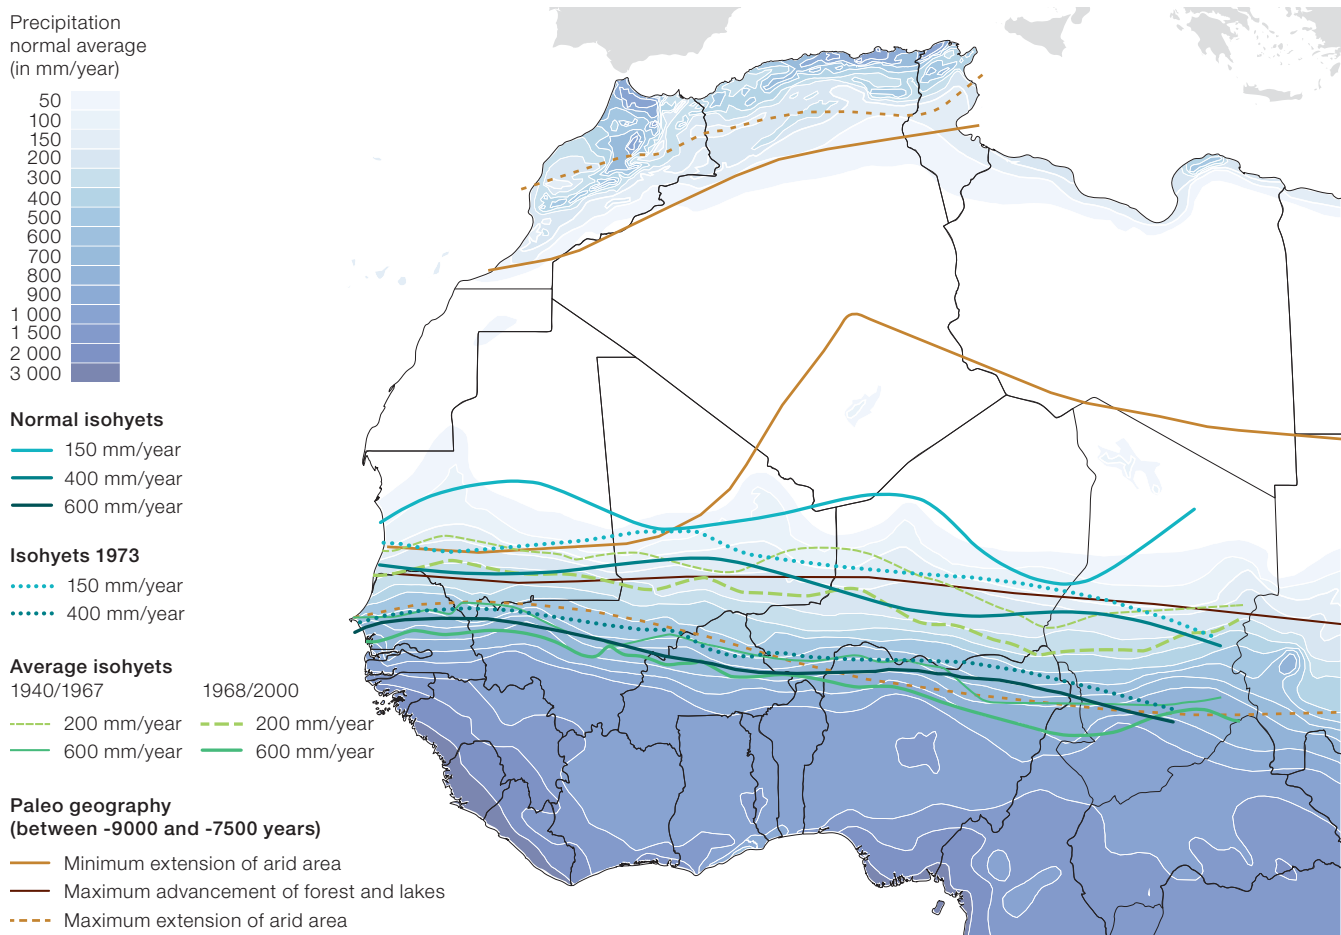 Precipitation
normal average
(in mm/year)
50
100
150
200
300
400
500
600
700
800
900
1 000
1 500
2 000
3 000
Normal isohyets
150 mm/year
400 mm/year
600 mm/year
Isohyets 1973
150 mm/year
400 mm/year
Average isohyets
1940/1967 1968/2000
200 mm/year 200 mm/year
600 mm/year 600 mm/year
Paleo geography
(between -9000 and -7500 years)
Minimum extension of arid area
Maximum advancement of forest and lakes
Maximum extension of arid area